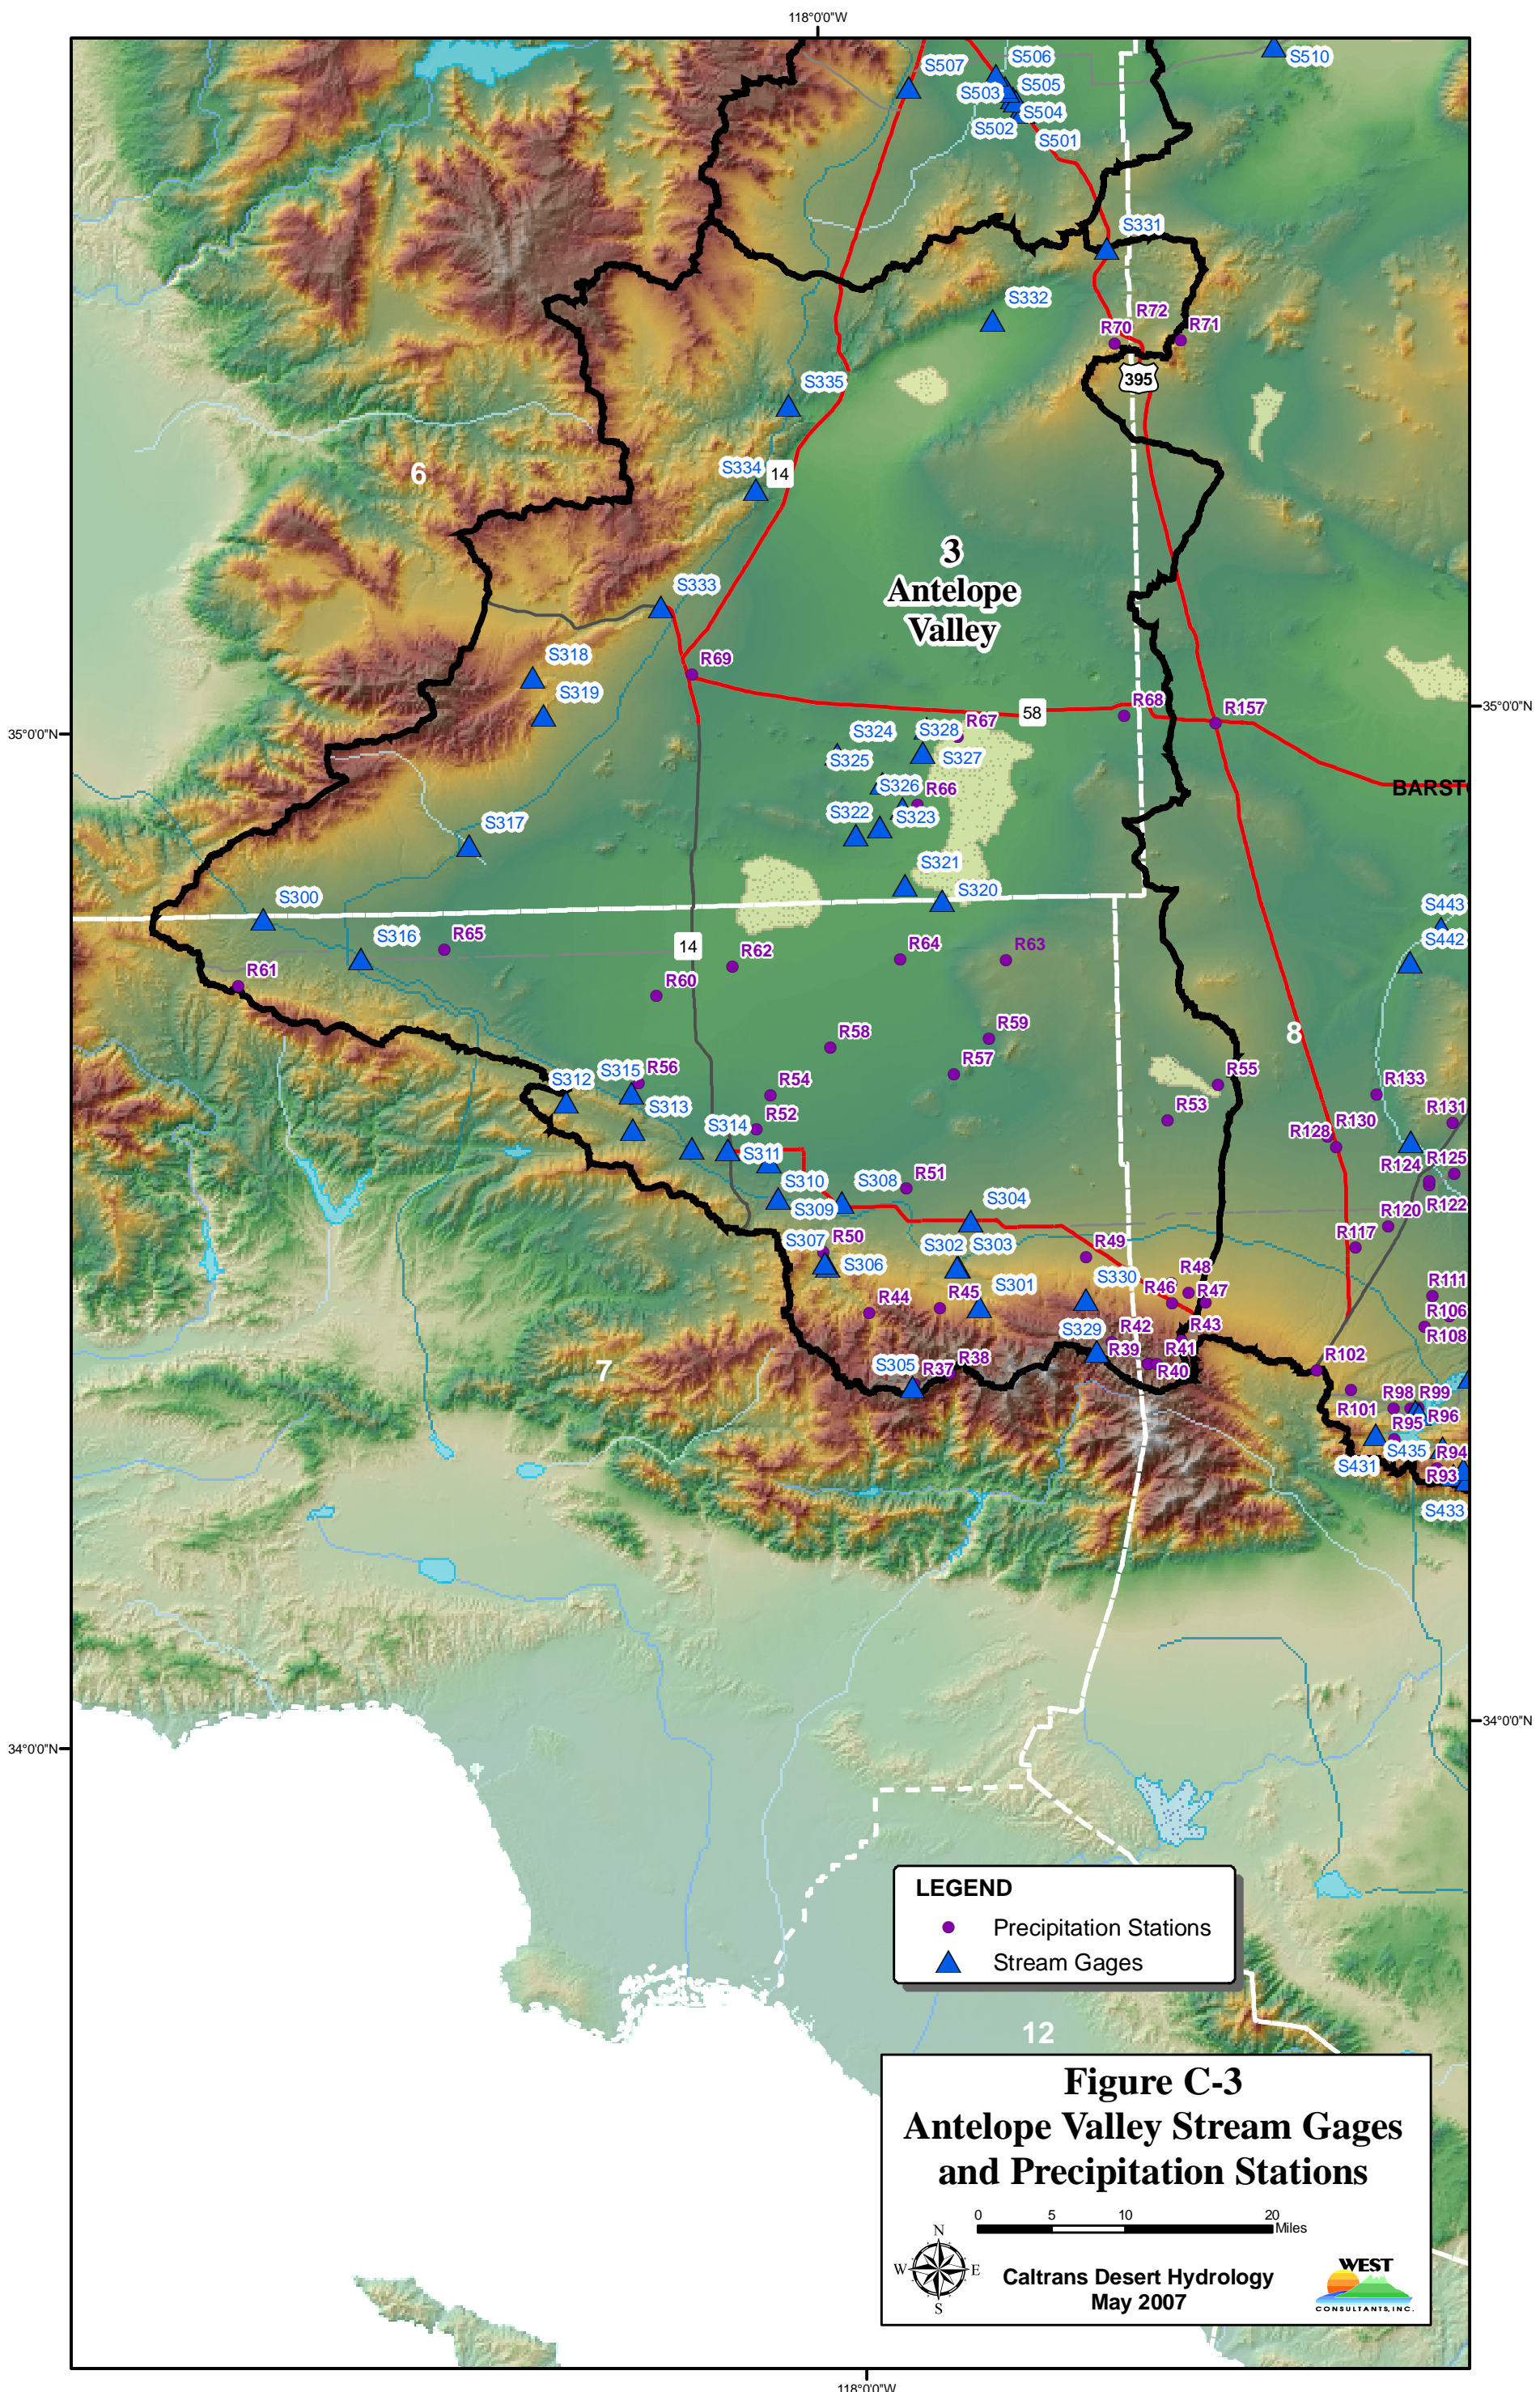 118°0'0"W
S507
S506
S510
S503
S505
S504
S502
S501
S331
S332
R72
R70
R71
395
S335
6
S334
14
3
Antelope
Valley
S333
S318
R69
S319
R68
58
R157
35°0'0"N
35°0'0"N
S324
S328
R67
S325
S327
BARST
S326
R66
S322
S323
S317
S321
S320
S300
S443
S316
R65
14
R62
R64
R63
S442
R61
R60
R58
R59
8
S312
S315
R56
R57
R55
R54
R133
S313
R52
R53
R131
S314
R128
R130
S311
R124
R125
S310
S308
R51
S304
R122
S309
R120
S307
R50
S302
S303
R49
R117
S306
S330
R48
R46
R47
R111
R44
R45
S301
R106
S329
R42
R43
R108
R39
R41
R102
S305
R37
R38
R40
7
R98
R99
R101
R95
R96
S431
S435
R94
R93
S433
34°0'0"N
34°0'0"N
LEGEND
Precipitation Stations
Stream Gages
12
Figure C-3
Antelope Valley Stream Gages
and Precipitation Stations
0 5 10 20
Miles
N
W E
S
Caltrans Desert Hydrology
May 2007
WEST
CONSULTANTS, INC.
118°0'0"W